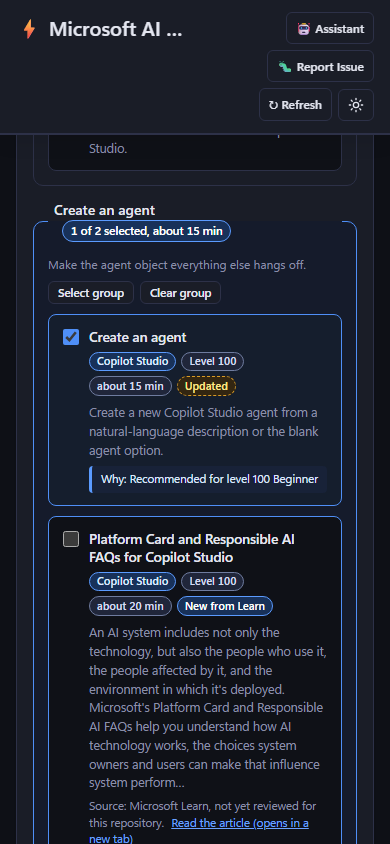 Microsoft AI ...
Assistant
Report Issue
↻ Refresh
Studio.
Create an agent
1 of 2 selected, about 15 min
Make the agent object everything else hangs off.
Select group
Clear group
Create an agent
Copilot Studio
Level 100
about 15 min
Updated
Create a new Copilot Studio agent from a
natural-language description or the blank
agent option.
Why: Recommended for level 100 Beginner
Platform Card and Responsible AI
FAQs for Copilot Studio
Copilot Studio
Level 100
about 20 min
New from Learn
An AI system includes not only the
technology, but also the people who use it,
the people affected by it, and the
environment in which it's deployed.
Microsoft's Platform Card and Responsible
AI FAQs help you understand how AI
technology works, the choices system
owners and users can make that influence
system perform...
Source: Microsoft Learn, not yet reviewed for
this repository. Read the article (opens in a
new tab)